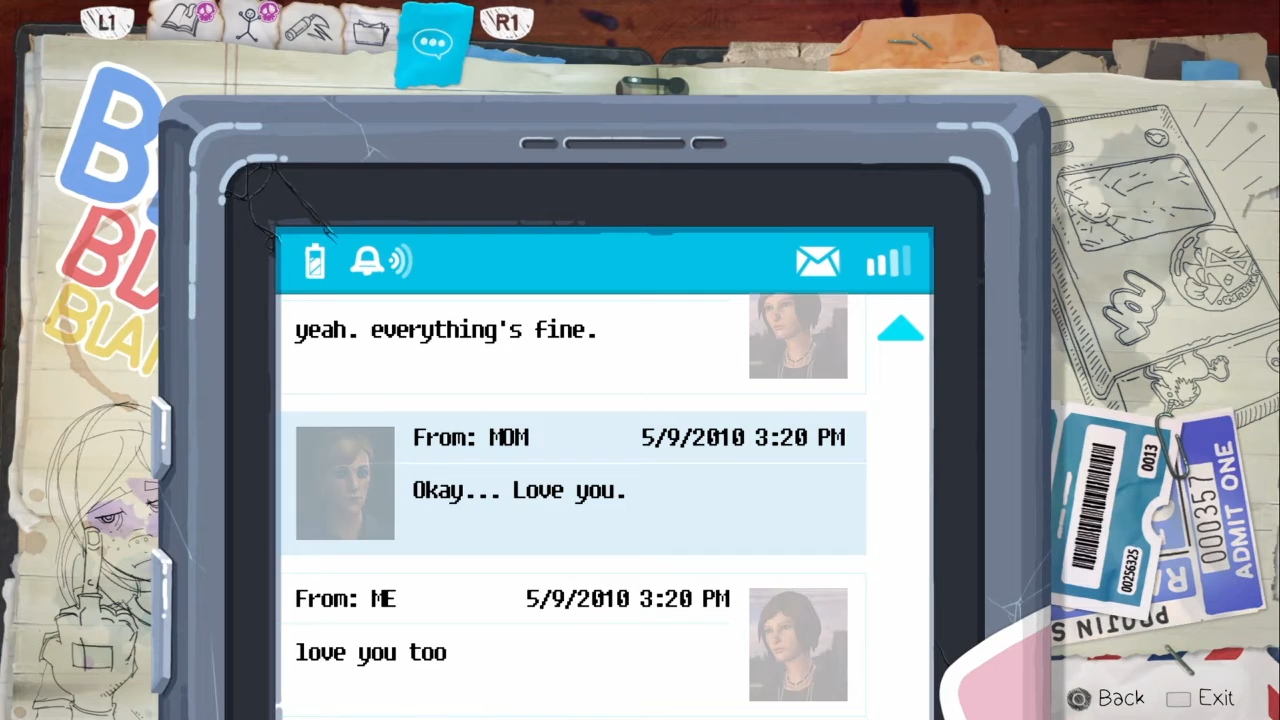 L1
R1
yeah. everything's fine.
From: MOM 5/9/2010 3:20 PM
Okay... Love you.
From: ME 5/9/2010 3:20 PM
love you too
0013
00256325
000357
ADMIT ONE
Back
Exit